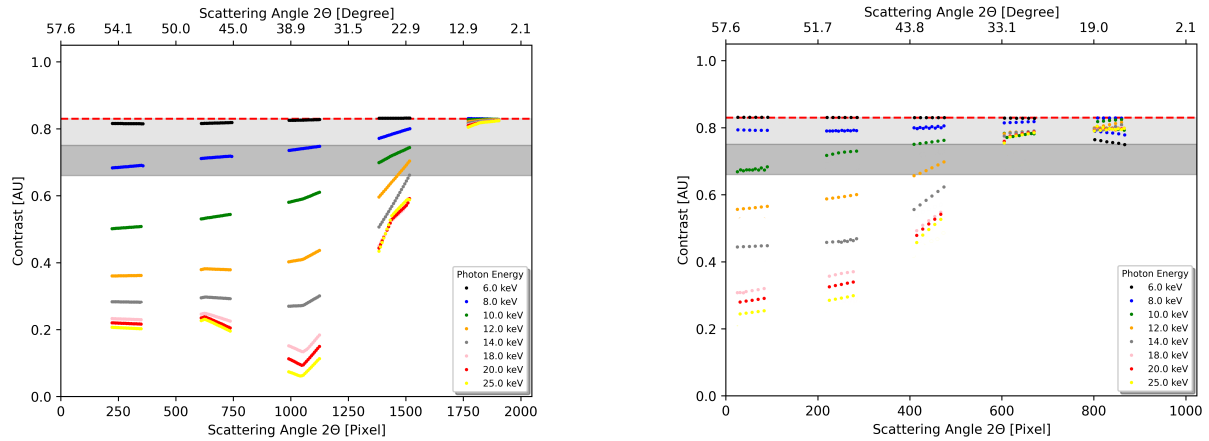 Scattering Angle 2Θ [Degree]
57.6 54.1 50.0 45.0 38.9 31.5 22.9 12.9 2.1
1.0
0.8
0.6
0.4
0.2
0.0
Contrast [AU]
Photon Energy
6.0 keV
8.0 keV
10.0 keV
12.0 keV
14.0 keV
18.0 keV
20.0 keV
25.0 keV
0 250 500 750 1000 1250 1500 1750 2000
Scattering Angle 2Θ [Pixel]
Scattering Angle 2Θ [Degree]
57.6 51.7 43.8 33.1 19.0 2.1
1.0
0.8
0.6
0.4
0.2
0.0
Contrast [AU]
Photon Energy
6.0 keV
8.0 keV
10.0 keV
12.0 keV
14.0 keV
18.0 keV
20.0 keV
25.0 keV
0 200 400 600 800 1000
Scattering Angle 2Θ [Pixel]